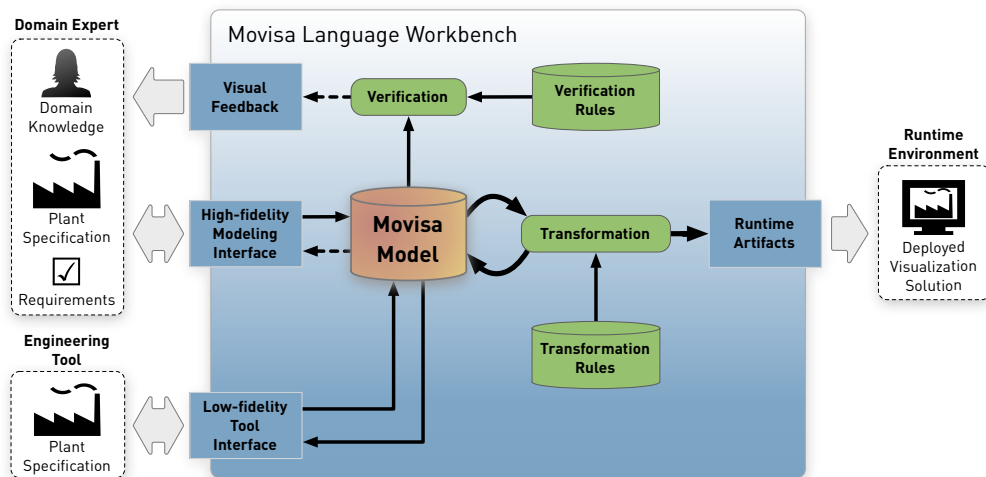 Domain Expert
Domain
Knowledge
Plant
Specification
Requirements
Engineering
Tool
Plant
Specification
Movisa Language Workbench
Visual
Feedback
Verification
Verification
Rules
High-fidelity
Modeling
Interface
Movisa
Model
Transformation
Runtime
Artifacts
Transformation
Rules
Low-fidelity
Tool
Interface
Runtime
Environment
Deployed
Visualization
Solution